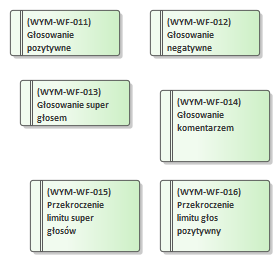 (WYM-WF-011)
Głosowanie
pozytywne
(WYM-WF-012)
Głosowanie
negatywne
(WYM-WF-013)
Głosowanie super
głosem
(WYM-WF-014)
Głosowanie
komentarzem
(WYM-WF-015)
Przekroczenie
limitu super
głosów
(WYM-WF-016)
Przekroczenie
limitu głos
pozytywny